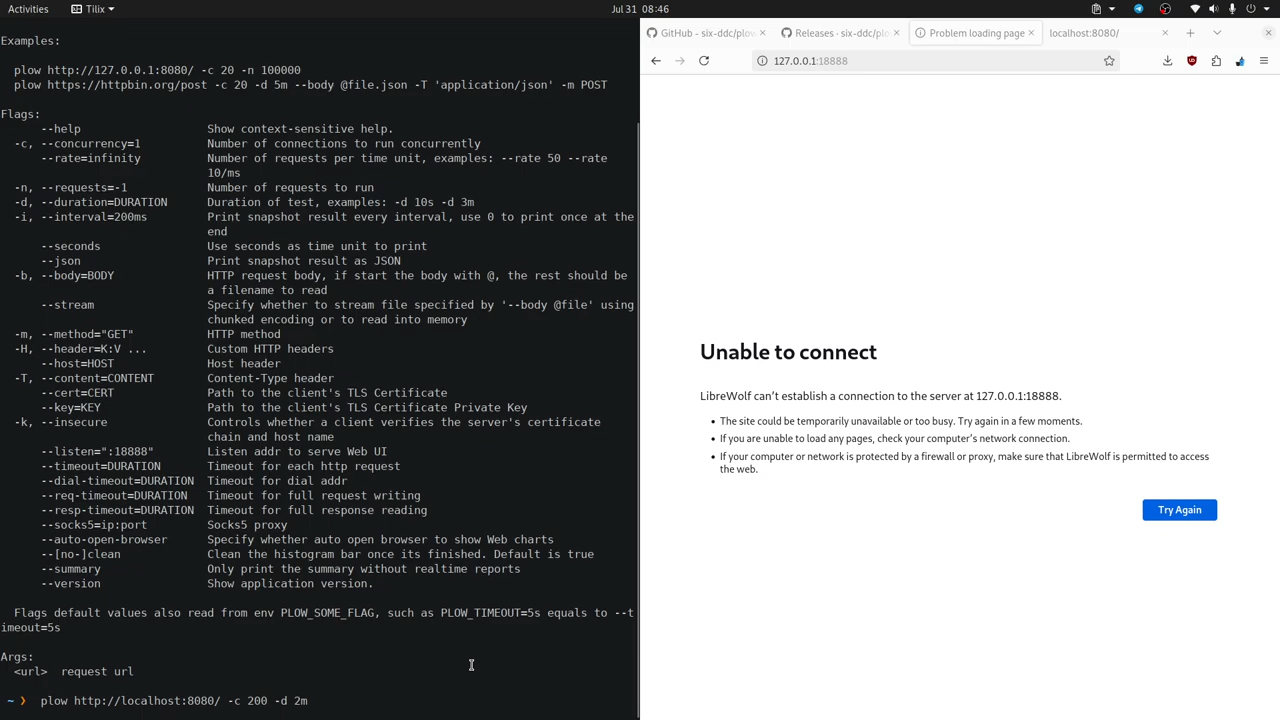 Activities
Tilix
Jul 31 08:46
Examples:
plow http://127.0.0.1:8080/ -c 20 -n 100000
plow https://httpbin.org/post -c 20 -d 5m --body @file.json -T 'application/json' -m POST
Flags:
--help Show context-sensitive help.
-c, --concurrency=1 Number of connections to run concurrently
--rate=infinity Number of requests per time unit, examples: --rate 50 --rate
10/ms
-n, --requests=-1 Number of requests to run
-d, --duration=DURATION Duration of test, examples: -d 10s -d 3m
-i, --interval=200ms Print snapshot result every interval, use 0 to print once at the
end
--seconds Use seconds as time unit to print
--json Print snapshot result as JSON
-b, --body=BODY HTTP request body, if start the body with @, the rest should be
a filename to read
--stream Specify whether to stream file specified by '--body @file' using
chunked encoding or to read into memory
-m, --method="GET" HTTP method
-H, --header=K:V ... Custom HTTP headers
--host=HOST Host header
-T, --content=CONTENT Content-Type header
--cert=CERT Path to the client's TLS Certificate
--key=KEY Path to the client's TLS Certificate Private Key
-k, --insecure Controls whether a client verifies the server's certificate
chain and host name
--listen=":18888" Listen addr to serve Web UI
--timeout=DURATION Timeout for each http request
--dial-timeout=DURATION Timeout for dial addr
--req-timeout=DURATION Timeout for full request writing
--resp-timeout=DURATION Timeout for full response reading
--socks5=ip:port Socks5 proxy
--auto-open-browser Specify whether auto open browser to show Web charts
--[no-]clean Clean the histogram bar once its finished. Default is true
--summary Only print the summary without realtime reports
--version Show application version.
Flags default values also read from env PLOW_SOME_FLAG, such as PLOW_TIMEOUT=5s equals to --t
imeout=5s
Args:
<url> request url
~ ❯ plow http://localhost:8080/ -c 200 -d 2m
GitHub - six-ddc/plow
Releases · six-ddc/plo
Problem loading page
localhost:8080/
127.0.0.1:18888
Unable to connect
LibreWolf can’t establish a connection to the server at 127.0.0.1:18888.
• The site could be temporarily unavailable or too busy. Try again in a few moments.
• If you are unable to load any pages, check your computer’s network connection.
• If your computer or network is protected by a firewall or proxy, make sure that LibreWolf is permitted to access
the web.
Try Again